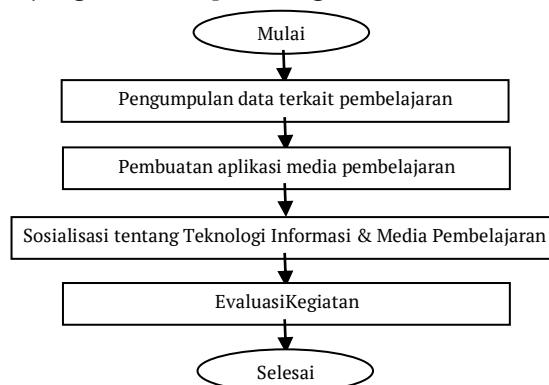 Mulai
Pengumpulan data terkait pembelajaran
Pembuatan aplikasi media pembelajaran
Sosialisasi tentang Teknologi Informasi & Media Pembelajaran
EvaluasiKegiatan
Selesai